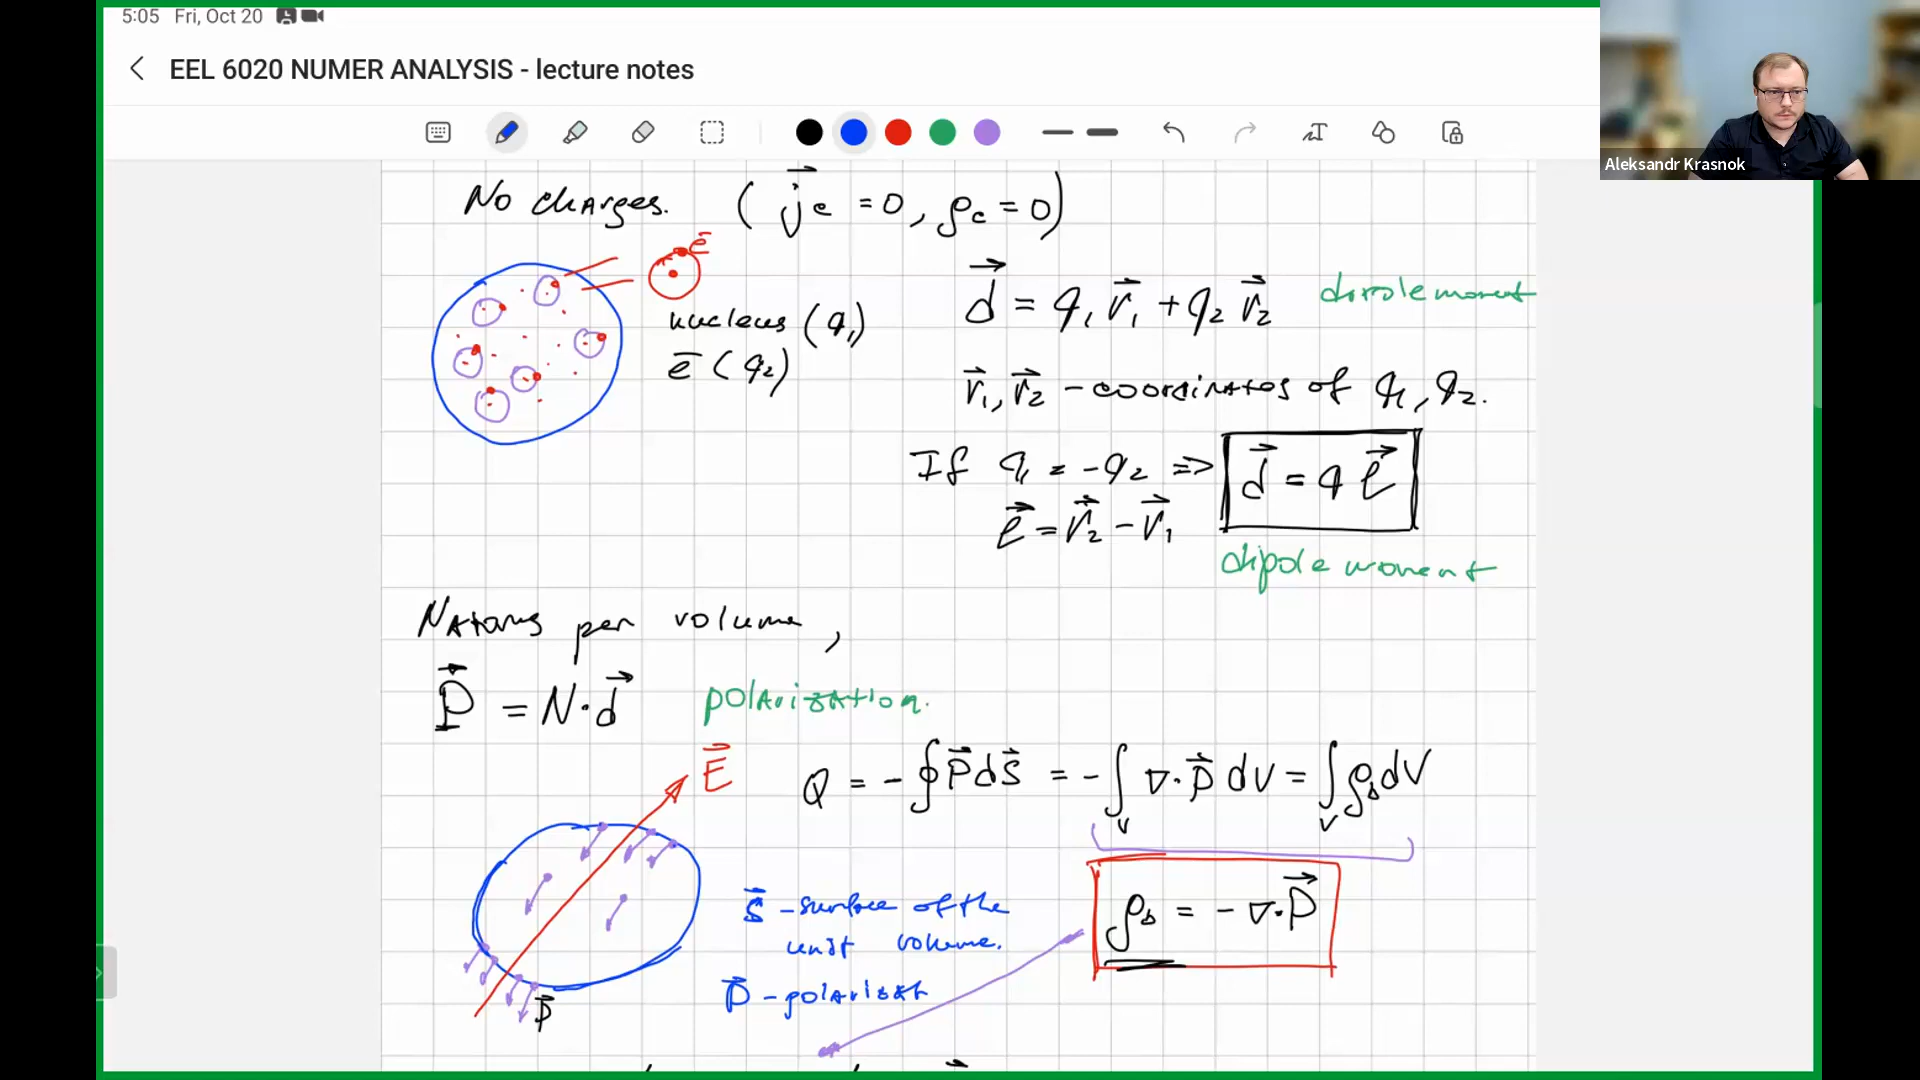 5:05 Fri, Oct 20
EEL 6020 NUMER ANALYSIS - lecture notes
Aleksandr Krasnok
No charges. ( j⃗c = 0, ρc = 0)
e̅
nucleus (q₁)
e̅ (q₂)
d⃗ = q₁ r⃗₁ + q₂ r⃗₂ dipole moment
r⃗₁, r⃗₂ - coordinates of q₁, q₂.
If q₁ = -q₂ => d⃗ = q ℓ⃗
ℓ⃗ = r⃗₂ - r⃗₁
dipole moment
N atoms per volume,
P⃗ = N · d⃗ polarization.
E⃗
Q = - ∮ P⃗ dS⃗ = - ∫V ∇·P⃗ dV = ∫V ρb dV
ρb = - ∇·P⃗
S⃗ - surface of the
unit volume.
P⃗ - polarizat
P⃗